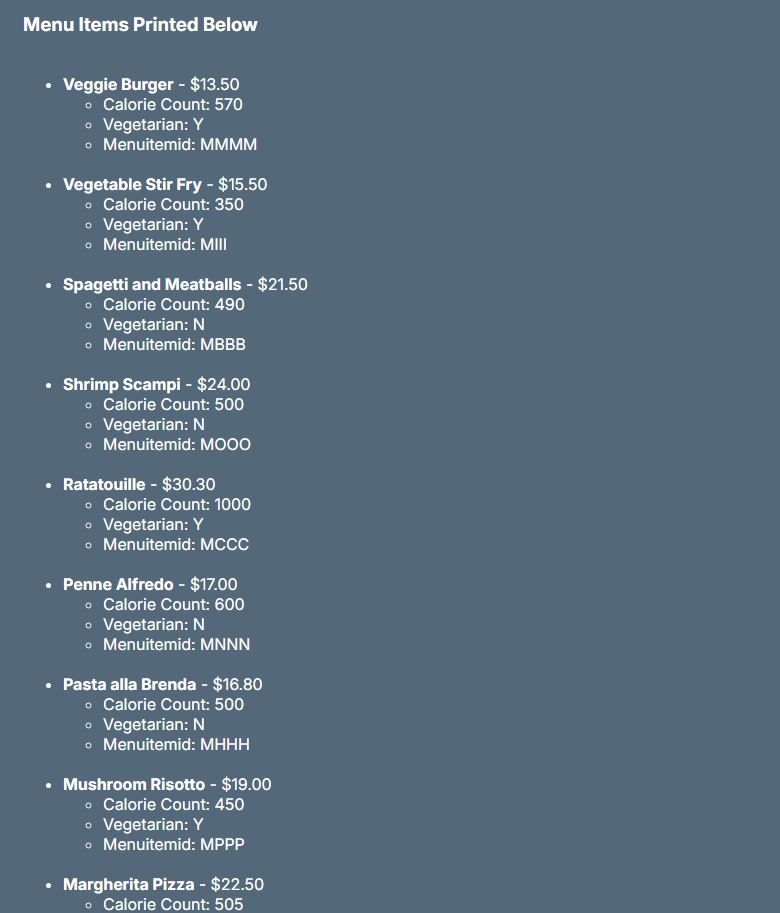 Menu Items Printed Below
Veggie Burger - $13.50
Calorie Count: 570
Vegetarian: Y
Menuitemid: MMMM
Vegetable Stir Fry - $15.50
Calorie Count: 350
Vegetarian: Y
Menuitemid: MIII
Spagetti and Meatballs - $21.50
Calorie Count: 490
Vegetarian: N
Menuitemid: MBBB
Shrimp Scampi - $24.00
Calorie Count: 500
Vegetarian: N
Menuitemid: MOOO
Ratatouille - $30.30
Calorie Count: 1000
Vegetarian: Y
Menuitemid: MCCC
Penne Alfredo - $17.00
Calorie Count: 600
Vegetarian: N
Menuitemid: MNNN
Pasta alla Brenda - $16.80
Calorie Count: 500
Vegetarian: N
Menuitemid: MHHH
Mushroom Risotto - $19.00
Calorie Count: 450
Vegetarian: Y
Menuitemid: MPPP
Margherita Pizza - $22.50
Calorie Count: 505